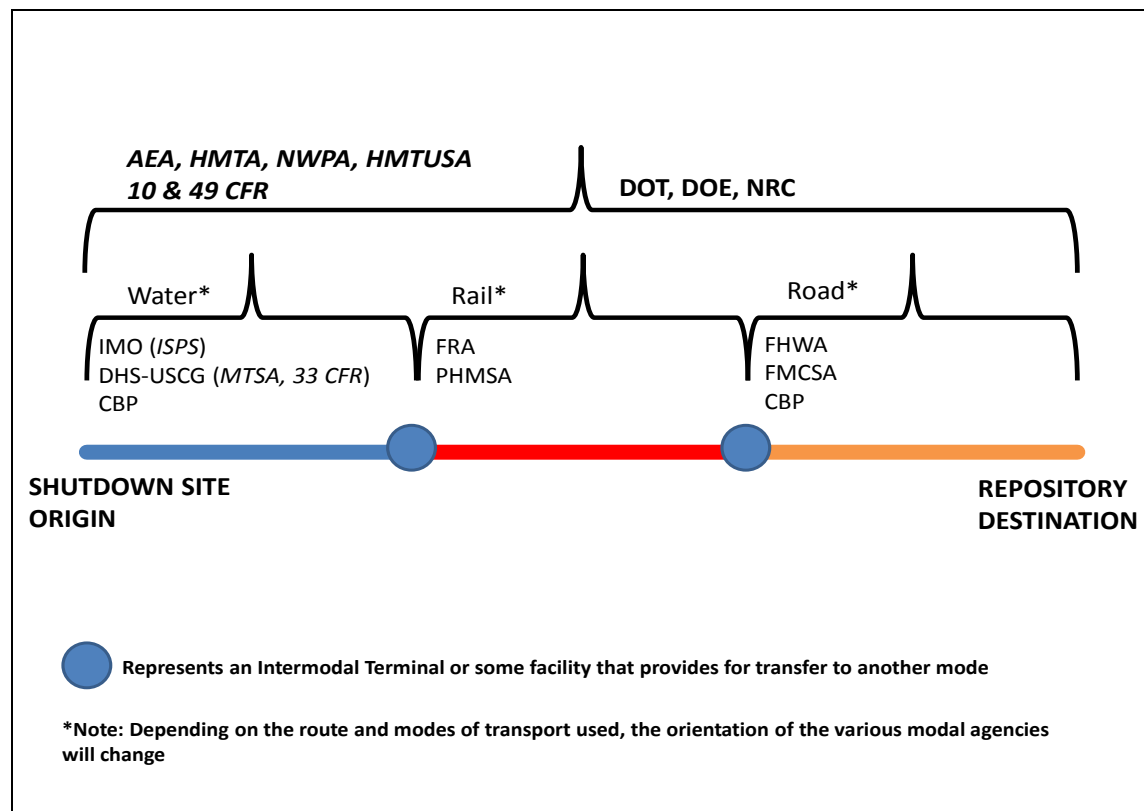 AEA, HMTA, NWPA, HMTUSA
10 & 49 CFR
DOT, DOE, NRC
Water*
Rail*
Road*
IMO (ISPS)
DHS-USCG (MTSA, 33 CFR)
CBP
FRA
PHMSA
FHWA
FMCSA
CBP
SHUTDOWN SITE
ORIGIN
REPOSITORY
DESTINATION
Represents an Intermodal Terminal or some facility that provides for transfer to another mode
*Note: Depending on the route and modes of transport used, the orientation of the various modal agencies
will change